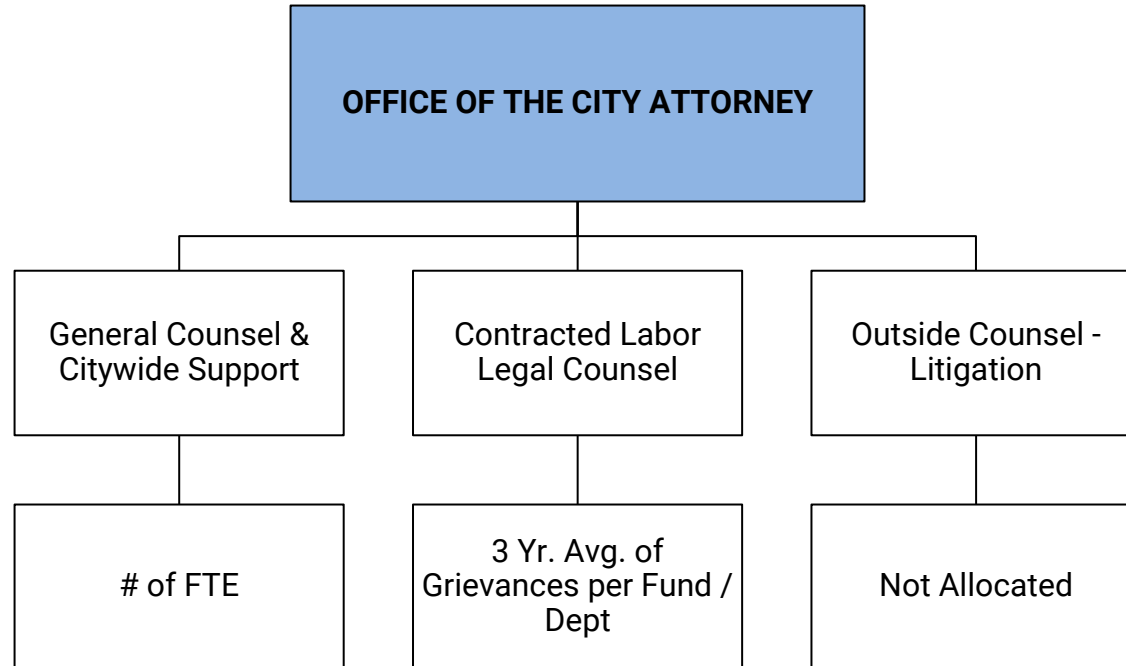 OFFICE OF THE CITY ATTORNEY
General Counsel &
Citywide Support
Contracted Labor
Legal Counsel
Outside Counsel -
Litigation
# of FTE
3 Yr. Avg. of
Grievances per Fund /
Dept
Not Allocated